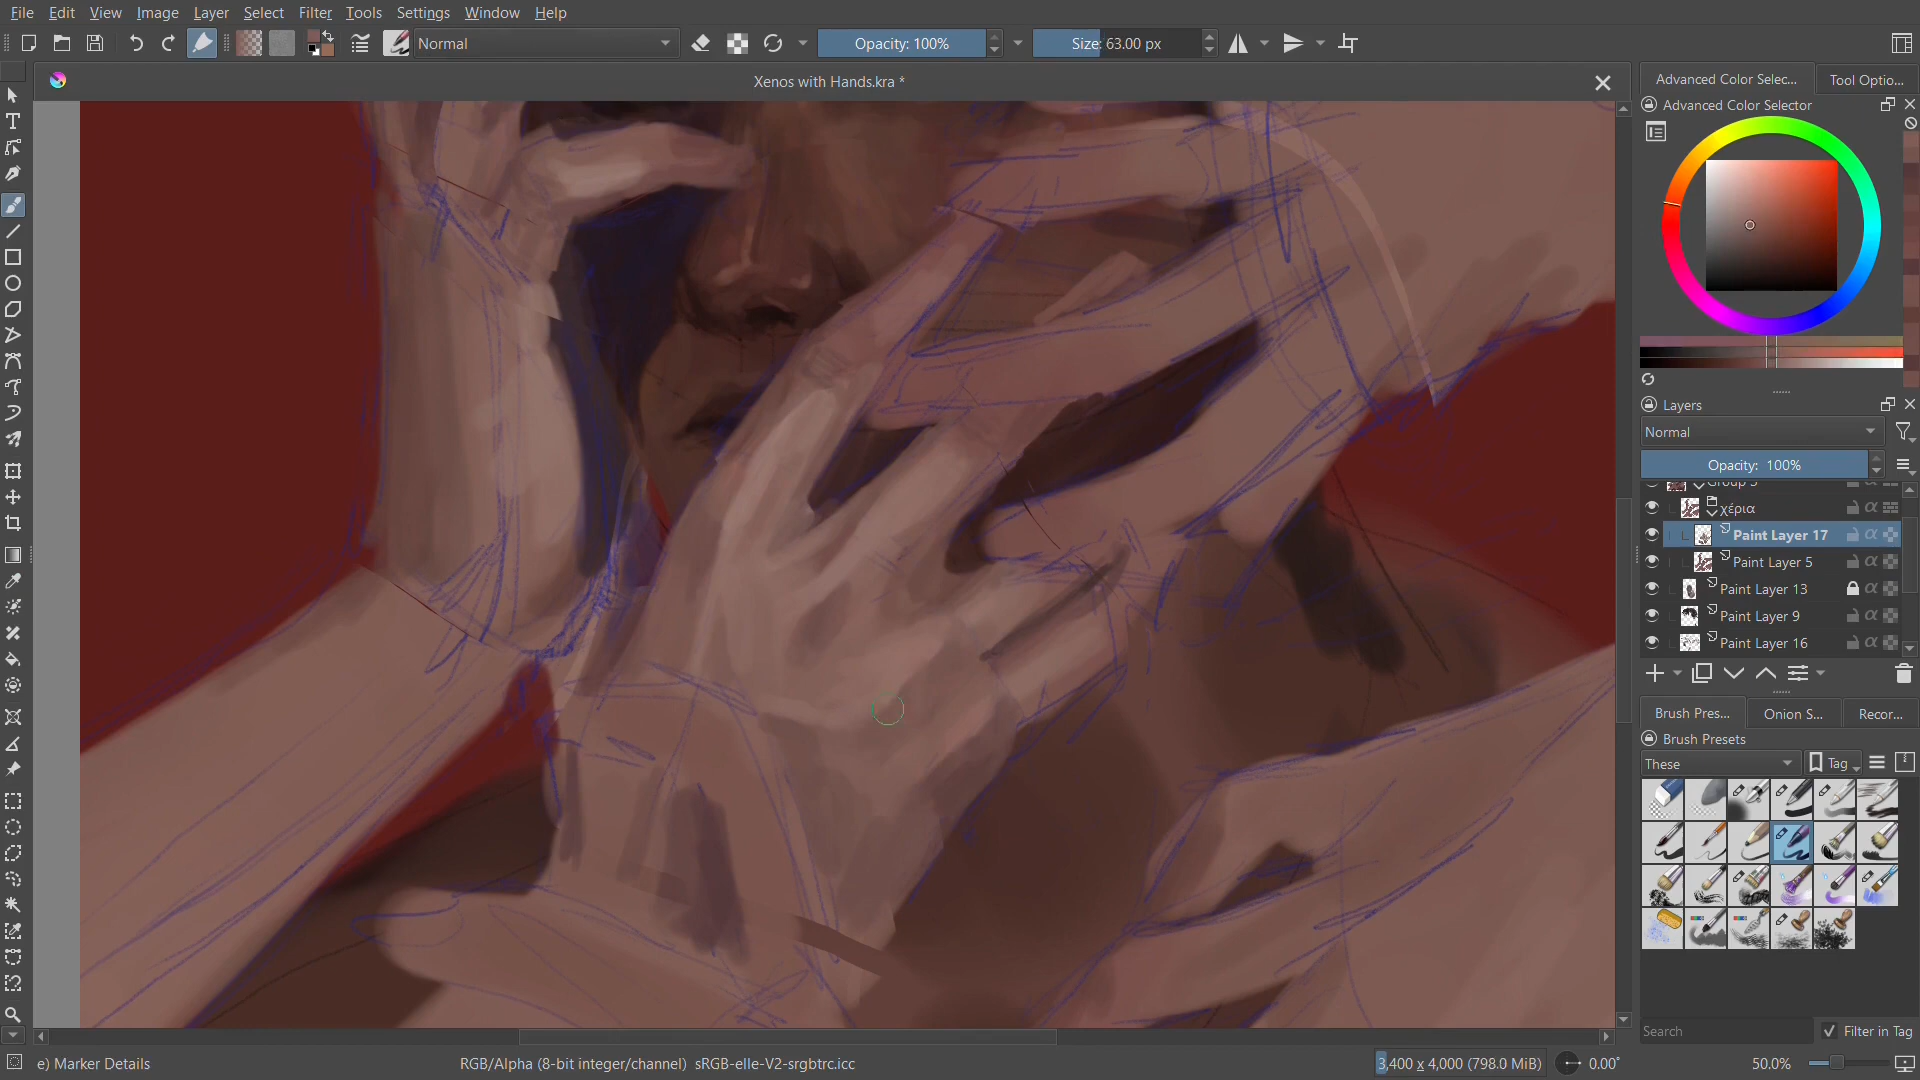 File Edit View Image Layer Select Filter Tools Settings Window Help
Normal
Opacity: 100%
Size: 63.00 px
Xenos with Hands.kra *
Advanced Color Selec...
Tool Optio...
Advanced Color Selector
Layers
Normal
Opacity: 100%
Group 3
χέρια
Paint Layer 17
Paint Layer 5
Paint Layer 13
Paint Layer 9
Paint Layer 16
Brush Pres...
Onion S...
Recor...
Brush Presets
These
Tag
Search
Filter in Tag
e) Marker Details
RGB/Alpha (8-bit integer/channel) sRGB-elle-V2-srgbtrc.icc
3,400 x 4,000 (798.0 MiB)
0.00°
50.0%